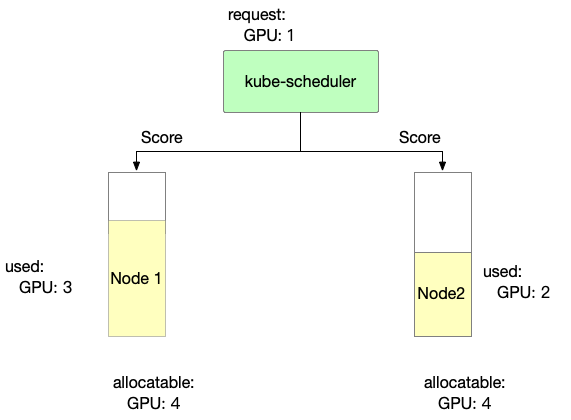 request:
GPU: 1
kube-scheduler
Score
Score
used:
GPU: 3
Node 1
Node2
used:
GPU: 2
allocatable:
GPU: 4
allocatable:
GPU: 4